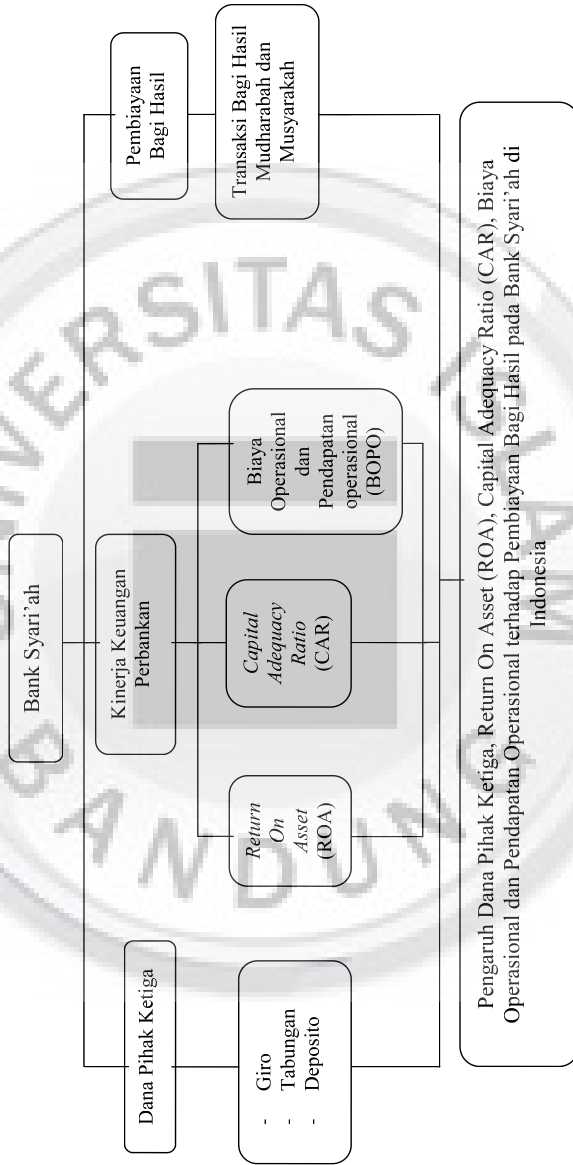 Bank Syari’ah
Dana Pihak Ketiga
Kinerja Keuangan
Perbankan
Pembiayaan
Bagi Hasil
- Giro
- Tabungan
- Deposito
Return
On
Asset
(ROA)
Capital
Adequacy
Ratio
(CAR)
Biaya
Operasional
dan
Pendapatan
operasional
(BOPO)
Transaksi Bagi Hasil
Mudharabah dan
Musyarakah
Pengaruh Dana Pihak Ketiga, Return On Asset (ROA), Capital Adequacy Ratio (CAR), Biaya
Operasional dan Pendapatan Operasional terhadap Pembiayaan Bagi Hasil pada Bank Syari’ah di
Indonesia
UNIVERSITAS ISLAM
BANDUNG